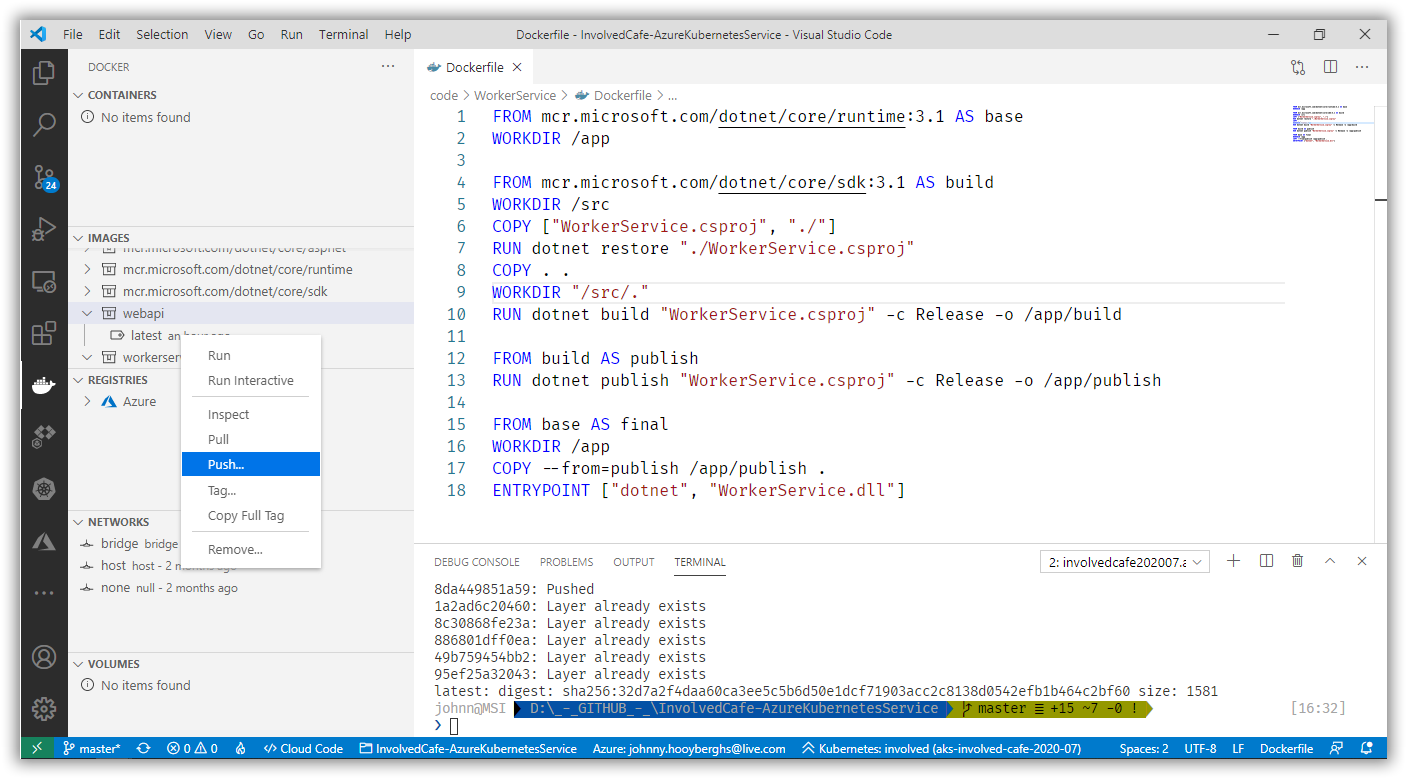 File Edit Selection View Go Run Terminal Help
Dockerfile - InvolvedCafe-AzureKubernetesService - Visual Studio Code
DOCKER
CONTAINERS
No items found
24
IMAGES
mcr.microsoft.com/dotnet/core/aspnet
mcr.microsoft.com/dotnet/core/runtime
mcr.microsoft.com/dotnet/core/sdk
webapi
latest an hour ago
workerserv
REGISTRIES
Azure
NETWORKS
bridge bridge
host host - 2 months ago
none null - 2 months ago
VOLUMES
No items found
Run
Run Interactive
Inspect
Pull
Push...
Tag...
Copy Full Tag
Remove...
Dockerfile
code > WorkerService > Dockerfile > ...
1 FROM mcr.microsoft.com/dotnet/core/runtime:3.1 AS base
2 WORKDIR /app
3
4 FROM mcr.microsoft.com/dotnet/core/sdk:3.1 AS build
5 WORKDIR /src
6 COPY ["WorkerService.csproj", "./"]
7 RUN dotnet restore "./WorkerService.csproj"
8 COPY . .
9 WORKDIR "/src/."
10 RUN dotnet build "WorkerService.csproj" -c Release -o /app/build
11
12 FROM build AS publish
13 RUN dotnet publish "WorkerService.csproj" -c Release -o /app/publish
14
15 FROM base AS final
16 WORKDIR /app
17 COPY --from=publish /app/publish .
18 ENTRYPOINT ["dotnet", "WorkerService.dll"]
DEBUG CONSOLE PROBLEMS OUTPUT TERMINAL
2: involvedcafe202007.a
8da449851a59: Pushed
1a2ad6c20460: Layer already exists
8c30868fe23a: Layer already exists
886801dff0ea: Layer already exists
49b759454bb2: Layer already exists
95ef25a32043: Layer already exists
latest: digest: sha256:32d7a2f4daa60ca3ee5c5b6d50e1dcf71903acc2c8138d0542efb1b464c2bf60 size: 1581
johnn@MSI D:\_-_GITHUB_-_\InvolvedCafe-AzureKubernetesService master ≡ +15 ~7 -0 ! [16:32]
❯
master* 0 0 Cloud Code InvolvedCafe-AzureKubernetesService Azure: johnny.hooyberghs@live.com Kubernetes: involved (aks-involved-cafe-2020-07) Spaces: 2 UTF-8 LF Dockerfile